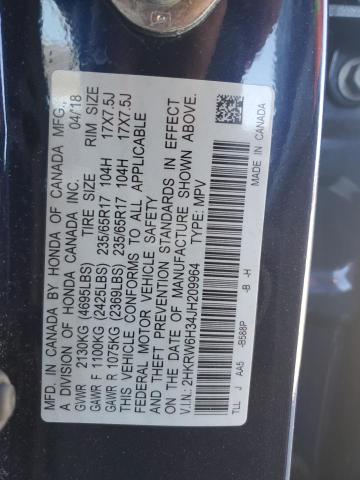 MFD. IN CANADA BY HONDA OF CANADA MFG.,
A DIVISION OF HONDA CANADA INC. 04/18
GVWR 2130KG (4695LBS) TIRE SIZE RIM SIZE
GAWR F 1100KG (2425LBS) 235/65R17 104H 17X7.5J
GAWR R 1075KG (2369LBS) 235/65R17 104H 17X7.5J
THIS VEHICLE CONFORMS TO ALL APPLICABLE
FEDERAL MOTOR VEHICLE SAFETY
AND THEFT PREVENTION STANDARDS IN EFFECT
ON THE DATE OF MANUFACTURE SHOWN ABOVE.
V.I.N.: 2HKRW6H34JH209964 TYPE: MPV
MADE IN CANADA
-B588P -B -H
TLL J AA5